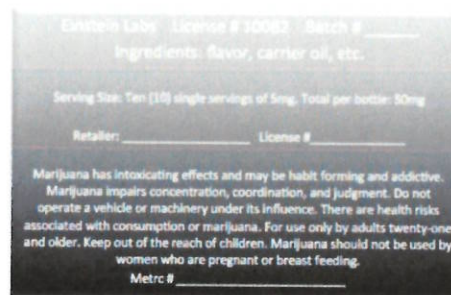 Einstein Labs License # 10082 Batch # ______
Ingredients: flavor, carrier oil, etc.
Serving Size: Ten (10) single servings of 5mg, Total per bottle: 50mg
Retailer: ______________ License #______________
Marijuana has intoxicating effects and may be habit forming and addictive.
Marijuana impairs concentration, coordination, and judgment. Do not
operate a vehicle or machinery under its influence. There are health risks
associated with consumption or marijuana. For use only by adults twenty-one
and older. Keep out of the reach of children. Marijuana should not be used by
women who are pregnant or breast feeding.
Metrc # ____________________